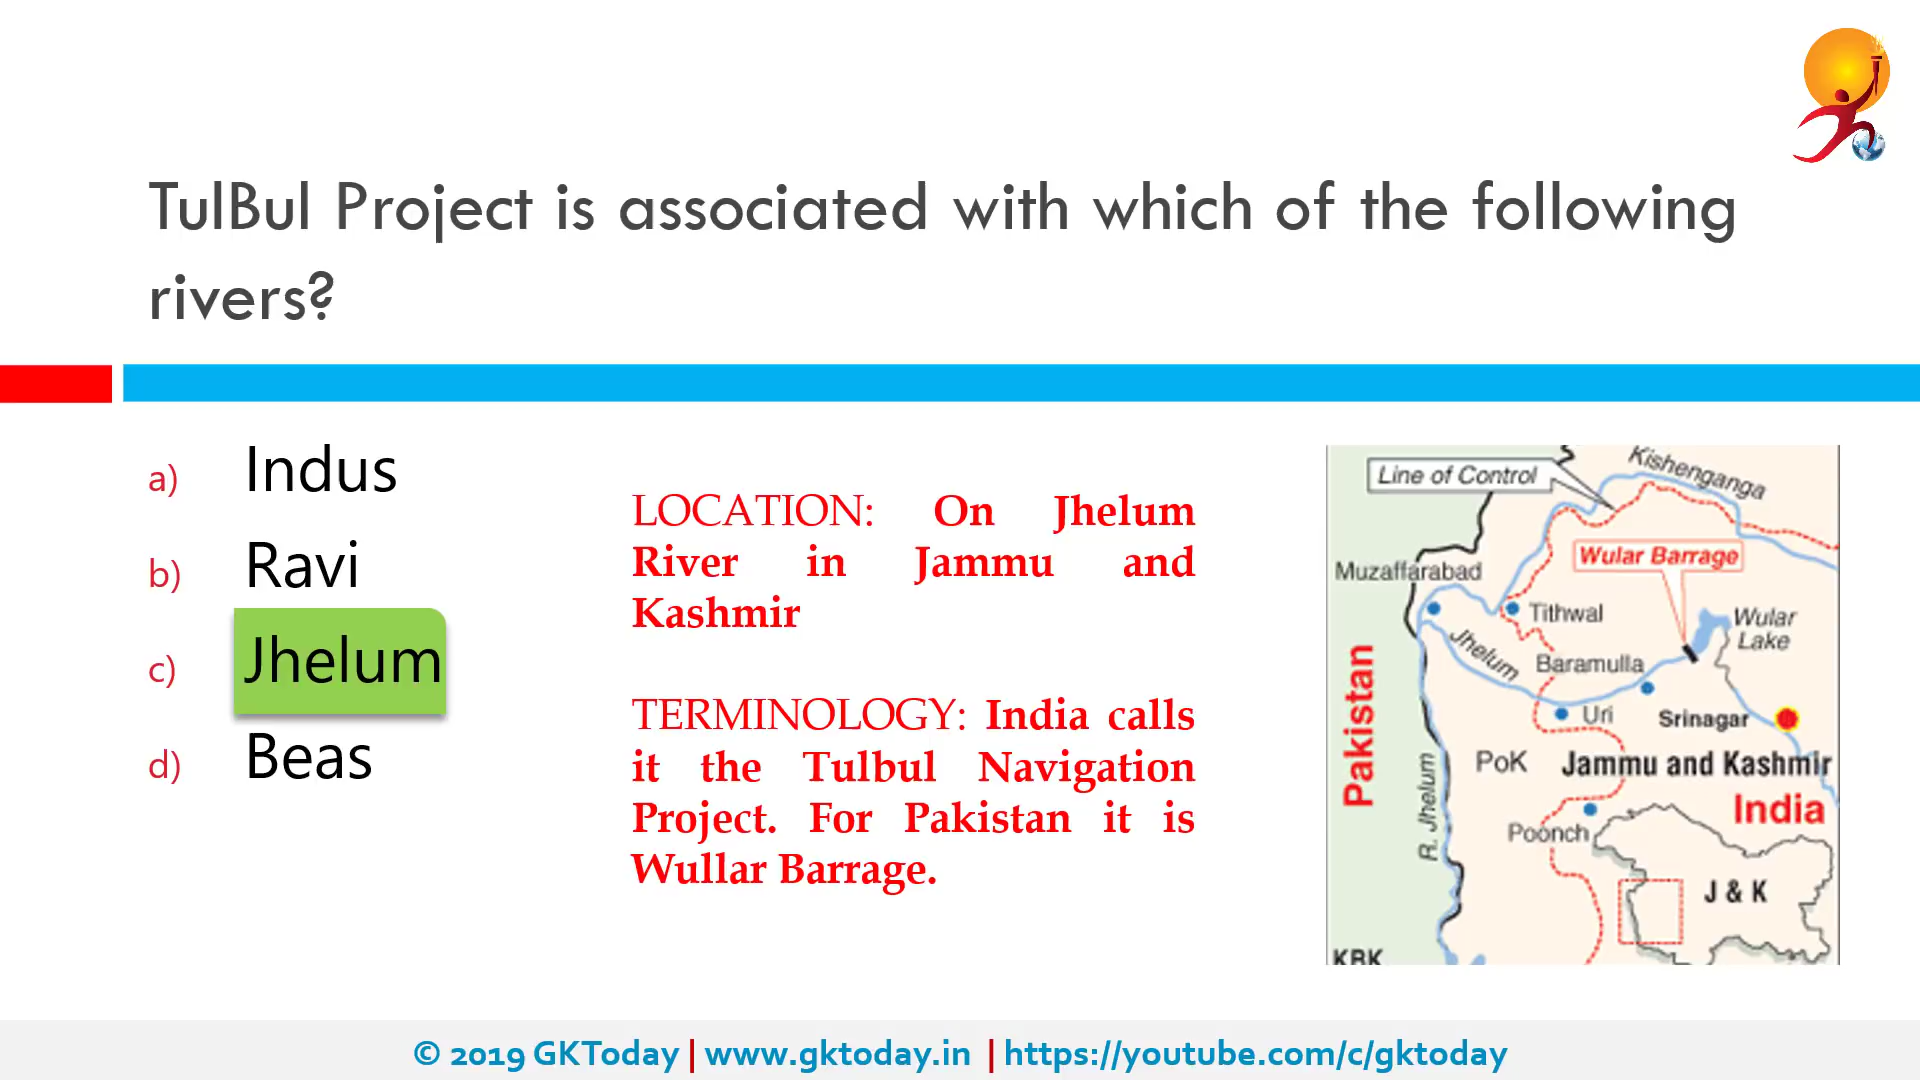 TulBul Project is associated with which of the following
rivers?
a) Indus
b) Ravi
c) Jhelum
d) Beas
LOCATION: On Jhelum
River in Jammu and
Kashmir
TERMINOLOGY: India calls
it the Tulbul Navigation
Project. For Pakistan it is
Wullar Barrage.
Line of Control
Kishenganga
Wular Barrage
Muzaffarabad
Tithwal
Wular
Lake
Jhelum
Baramulla
Pakistan
Uri
Srinagar
PoK
Jammu and Kashmir
India
R. Jhelum
Poonch
J & K
KBK
© 2019 GKToday | www.gktoday.in | https://youtube.com/c/gktoday